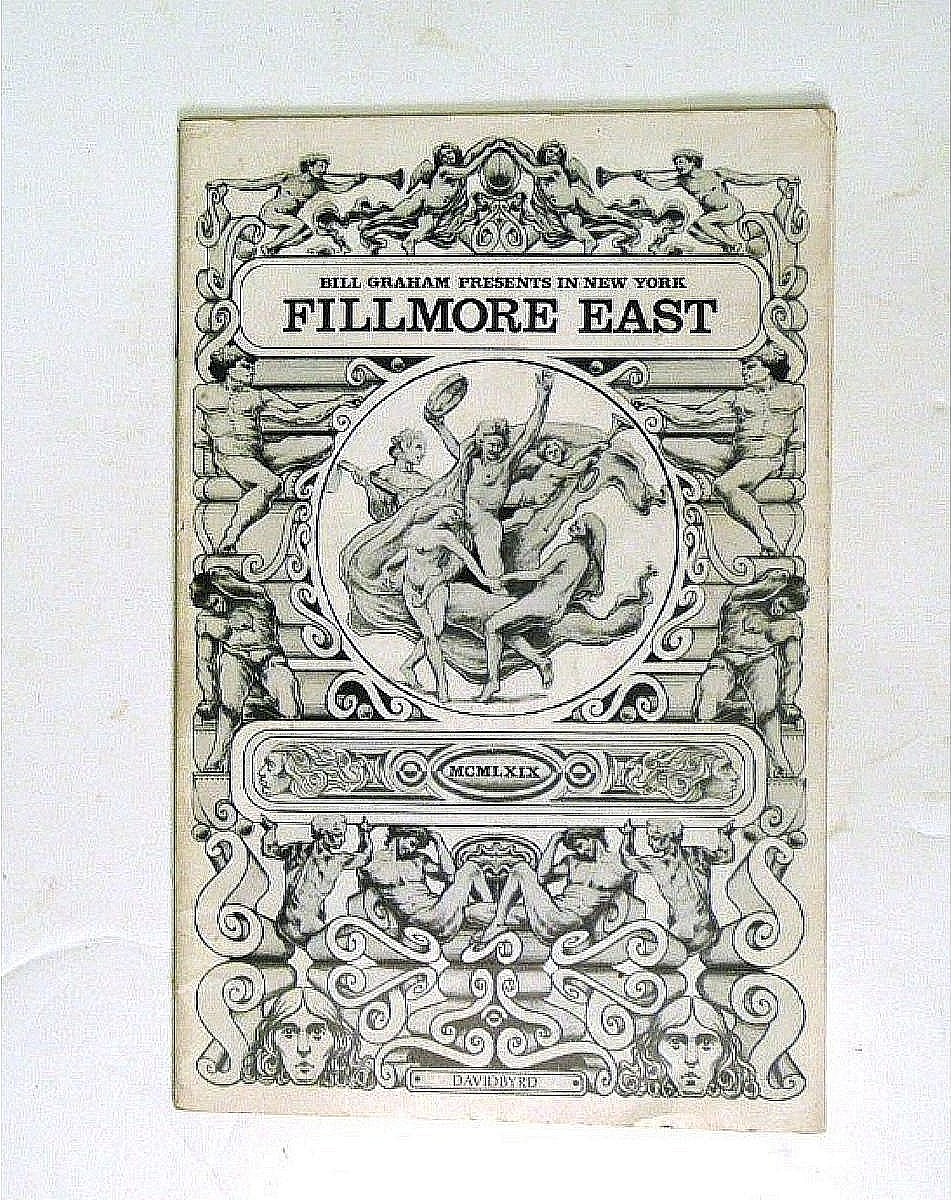 BILL GRAHAM PRESENTS IN NEW YORK
FILLMORE EAST
MCMLXIX
DAVIDBYRD